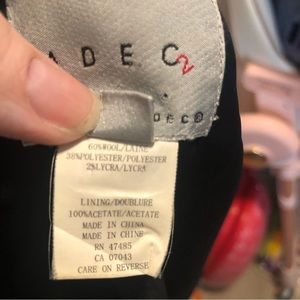 ADEC2
DECO
60%WOOL/LAINE
38%POLYESTER/POLYESTER
2%LYCRA/LYCRA
LINING/DOUBLURE
100%ACETATE/ACETATE
MADE IN CHINA
MADE IN CHINE
RN 47485
CA 07043
CARE ON REVERSE